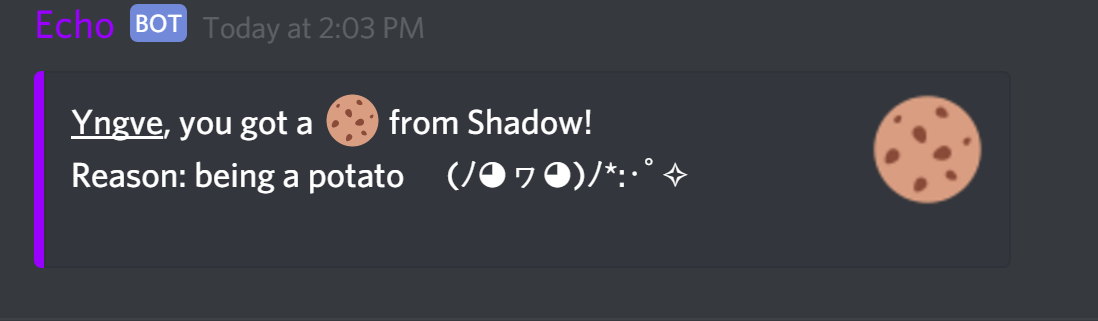 Echo BOT Today at 2:03 PM
Yngve, you got a 🍪 from Shadow!
Reason: being a potato (ﾉ◕ヮ◕)ﾉ*:･ﾟ✧